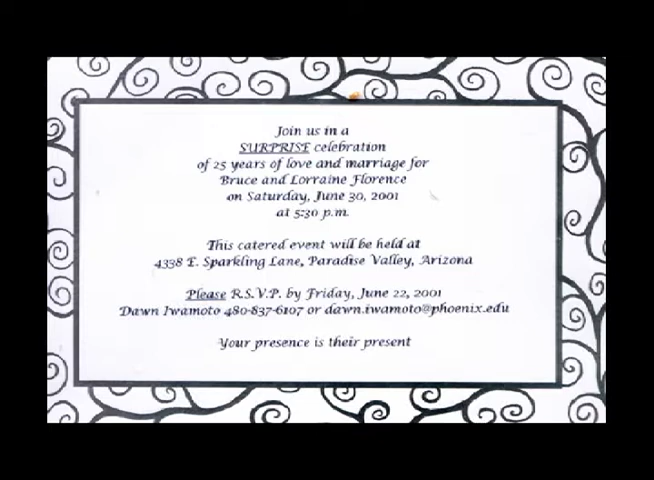 Join us in a
SURPRISE celebration
of 25 years of love and marriage for
Bruce and Lorraine Florence
on Saturday, June 30, 2001
at 5:30 p.m.
This catered event will be held at
4338 E. Sparkling Lane, Paradise Valley, Arizona
Please R.S.V.P. by Friday, June 22, 2001
Dawn Iwamoto 480-837-6107 or dawn.iwamoto@phoenix.edu
Your presence is their present